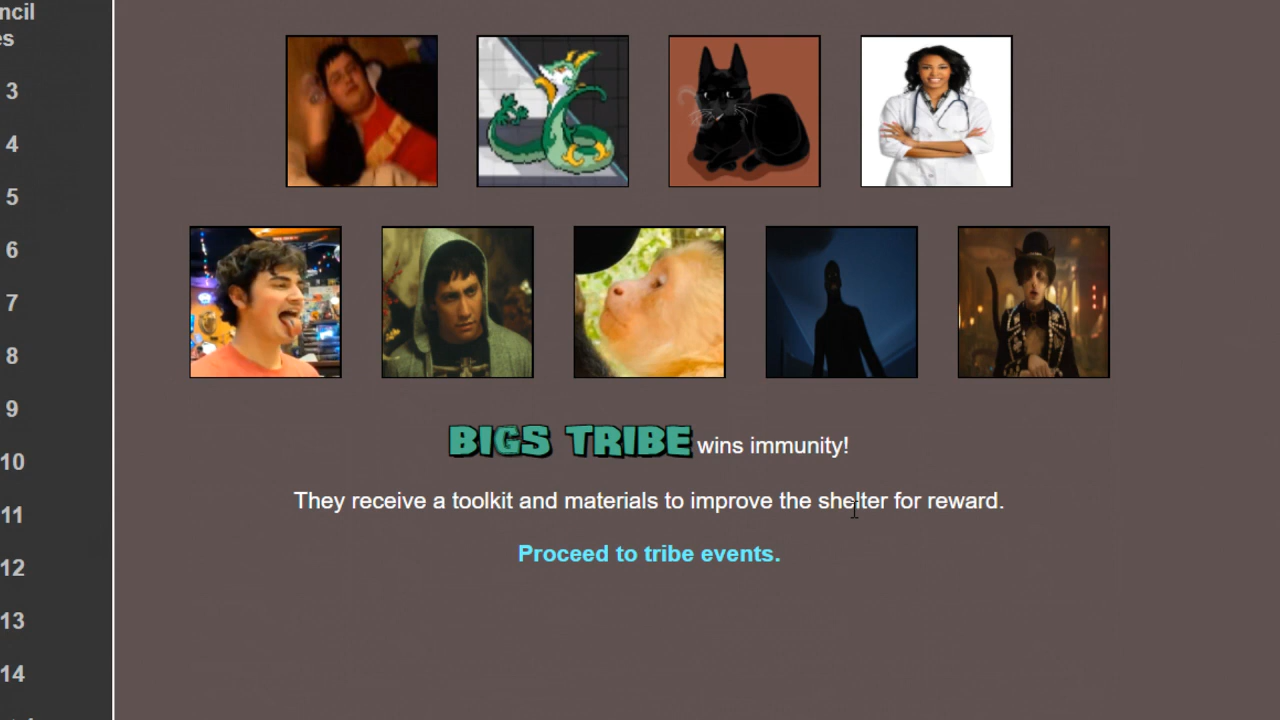 ncil
es
3
4
5
6
7
8
9
10
11
12
13
14
BIGS TRIBE wins immunity!
They receive a toolkit and materials to improve the shelter for reward.
Proceed to tribe events.